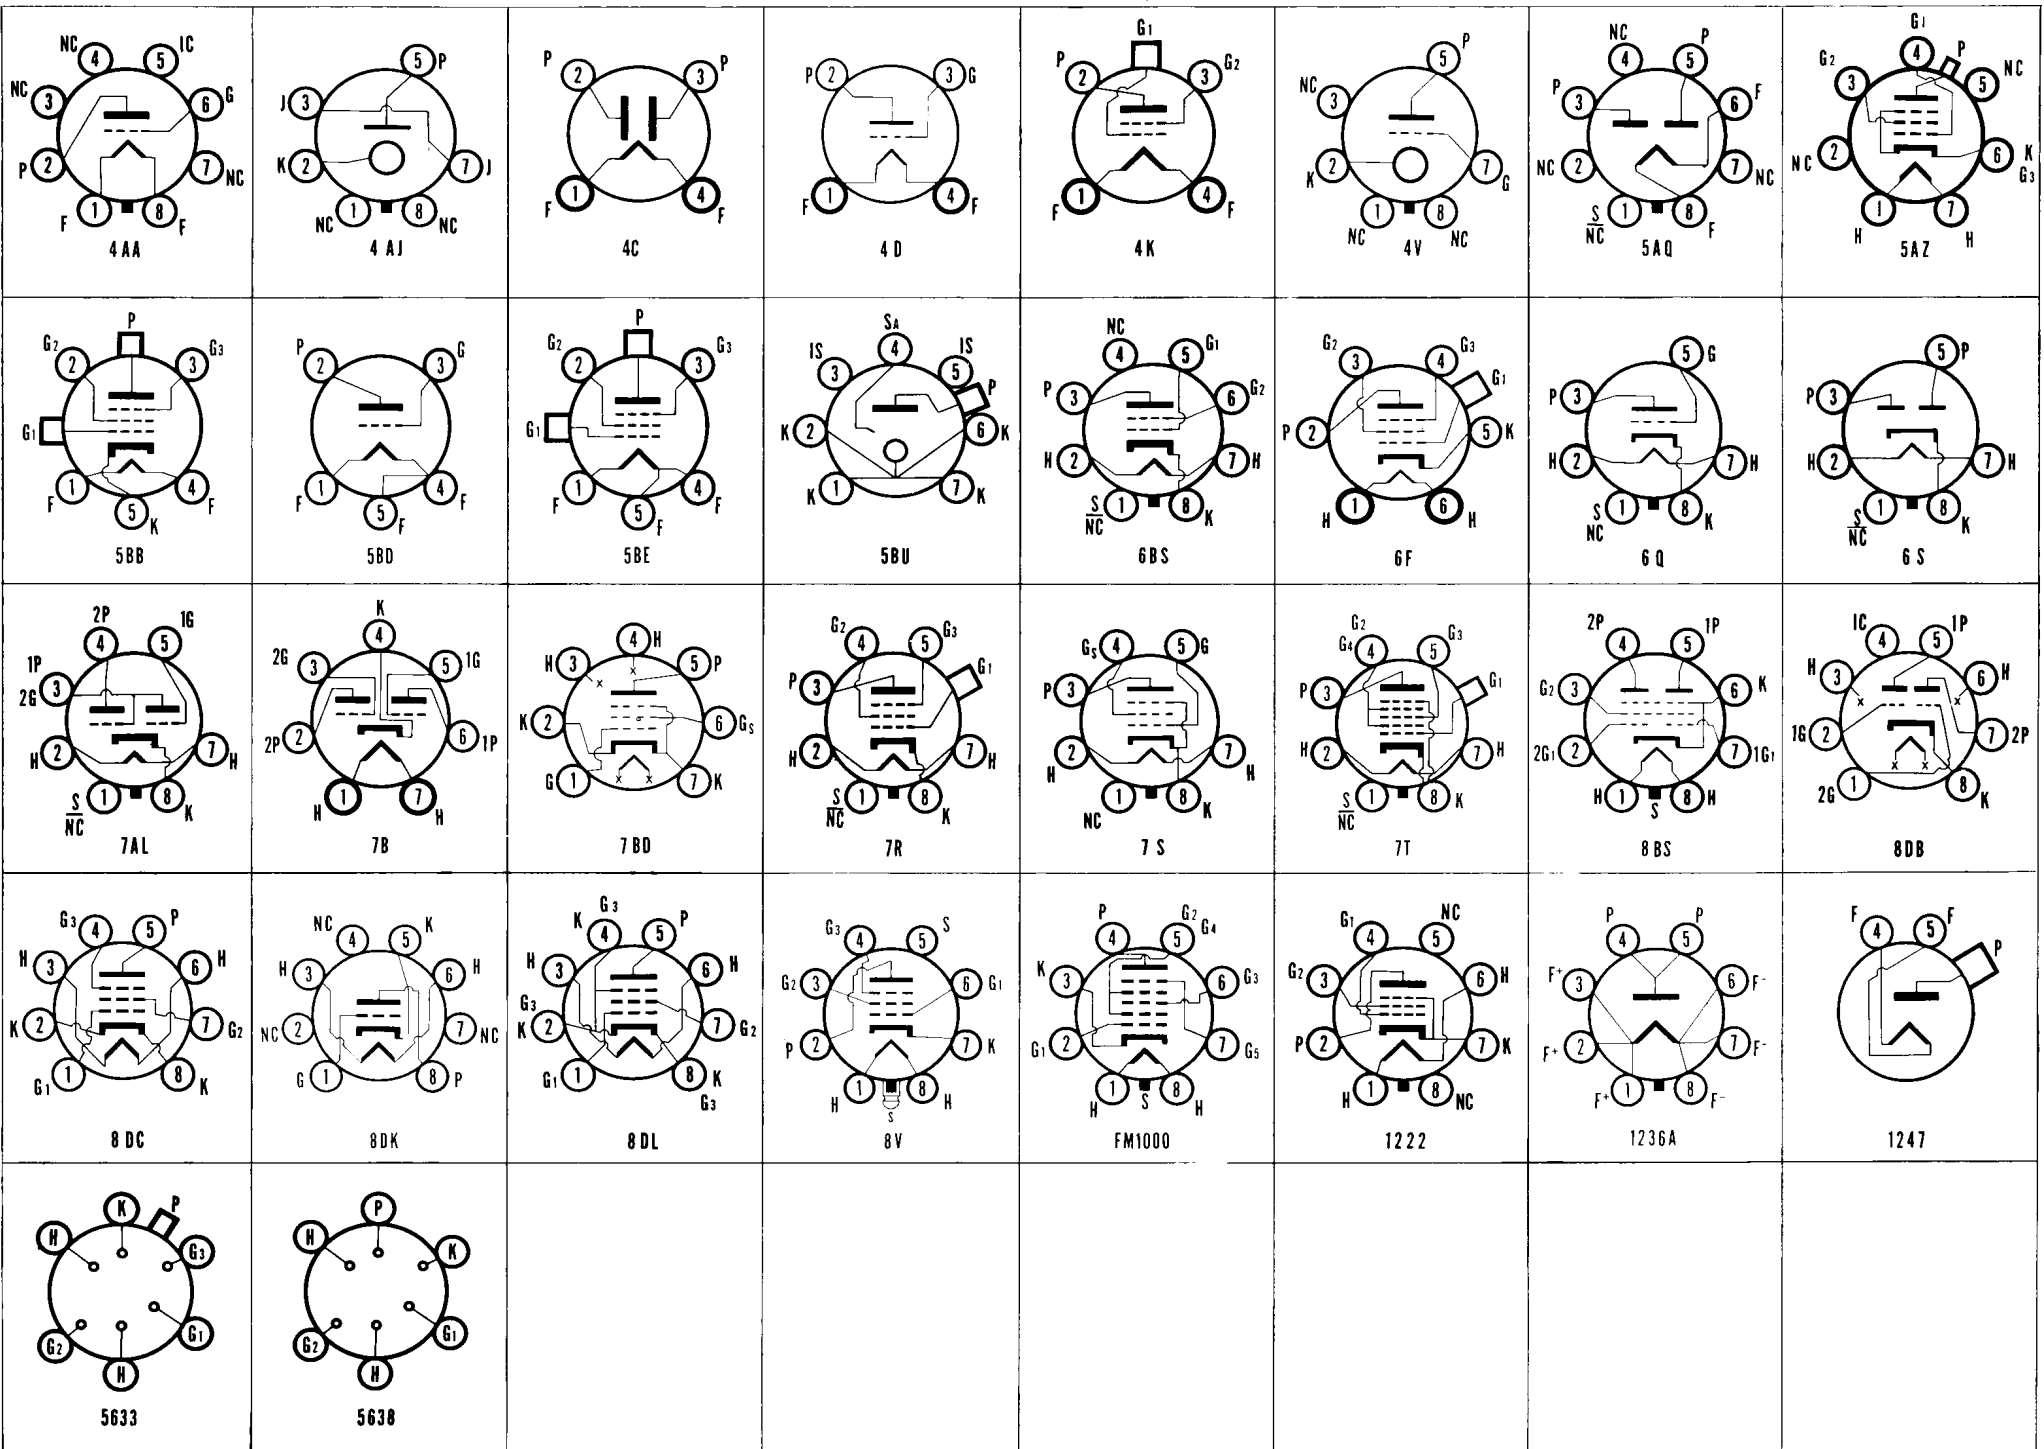 4AA
NC 4
5 IC
NC 3
6 G
P 2
7 NC
F 1
8 F
4AJ
5 P
J 3
K 2
7 J
NC 1
8 NC
4C
P 2
3 P
F 1
4 F
4D
P 2
3 G
F 1
4 F
4K
G1
P 2
3 G2
F 1
4 F
4V
5 P
NC 3
K 2
7 G
NC 1
8 NC
5AQ
NC 4
5 P
P 3
6 F
NC 2
7 NC
S/NC 1
8 F
5AZ
G1 4
P
G2 3
5 NC
NC 2
6 K G3
H 1
7 H
5BB
P
G2 2
3 G3
G1
F 1
4 F
5 K
5BD
P 2
3 G
F 1
4 F
5 F
5BE
P
G2 2
3 G3
G1
F 1
4 F
5 F
5BU
SA 4
IS 3
IS 5
P
K 2
6 K
K 1
7 K
6BS
NC 4
5 G1
P 3
6 G2
H 2
7 H
S/NC 1
8 K
6F
G2 3
4 G3
G1
P 2
5 K
H 1
6 H
6Q
5 G
P 3
H 2
7 H
S NC 1
8 K
6S
5 P
P 3
H 2
7 H
S/NC 1
8 K
7AL
2P 4
5 1G
1P 2G 3
H 2
7 H
S/NC 1
8 K
7B
K 4
2G 3
5 1G
2P 2
6 1P
H 1
7 H
7BD
4 H
H 3
5 P
K 2
6 GS
G 1
7 K
7R
G2 4
5 G3
G1
P 3
H 2
7 H
S/NC 1
8 K
7S
GS 4
5 G
P 3
H 2
7 H
NC 1
8 K
7T
G2 G4 4
5 G3
G1
P 3
H 2
7 H
S/NC 1
8 K
8BS
2P 4
5 1P
G2 3
6 K
2G1 2
7 1G1
H 1
S
8 H
8DB
IC 4
5 1P
H 3
6 H
1G 2
7 2P
2G 1
8 K
8DC
G3 4
5 P
H 3
6 H
K 2
7 G2
G1 1
8 K
8DK
NC 4
5 K
H 3
6 H
NC 2
7 NC
G 1
8 P
8DL
K G3 4
5 P
H 3
6 H
G3 K 2
7 G2
G1 1
8 K G3
8V
G3 4
5 S
G2 3
6 G1
P 2
7 K
H 1
S
8 H
FM1000
P 4
5 G2 G4
K 3
6 G3
G1 2
7 G5
H 1
S
8 H
1222
G1 4
5 NC
G2 3
6 H
P 2
7 K
H 1
8 NC
1236A
P 4
5 P
F+ 3
6 F-
F+ 2
7 F-
F+ 1
8 F-
1247
F 4
5 F
P
5633
K
P
H
G3
G2
G1
H
5638
P
H
K
G2
G1
H